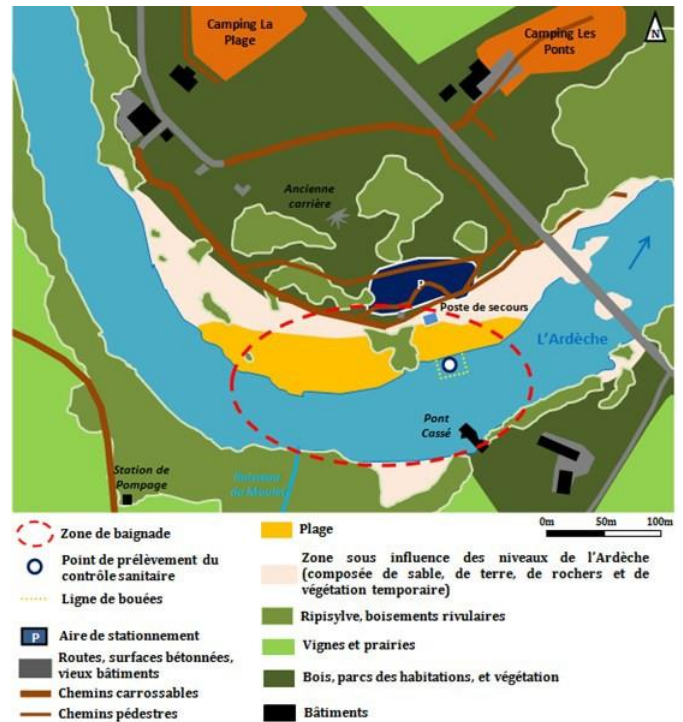 Camping La
Plage
Camping Les
Ponts
N
Ancienne
carrière
P
Poste de secours
L'Ardèche
Pont
Cassé
Station de
Pompage
0m 50m 100m
Zone de baignade
Point de prélèvement du
contrôle sanitaire
Ligne de bouées
P Aire de stationnement
Routes, surfaces bétonnées,
vieux bâtiments
Chemins carrossables
Chemins pédestres
Plage
Zone sous influence des niveaux de l'Ardèche
(composée de sable, de terre, de rochers et de
végétation temporaire)
Ripisylve, boisements rivulaires
Vignes et prairies
Bois, parcs des habitations, et végétation
Bâtiments